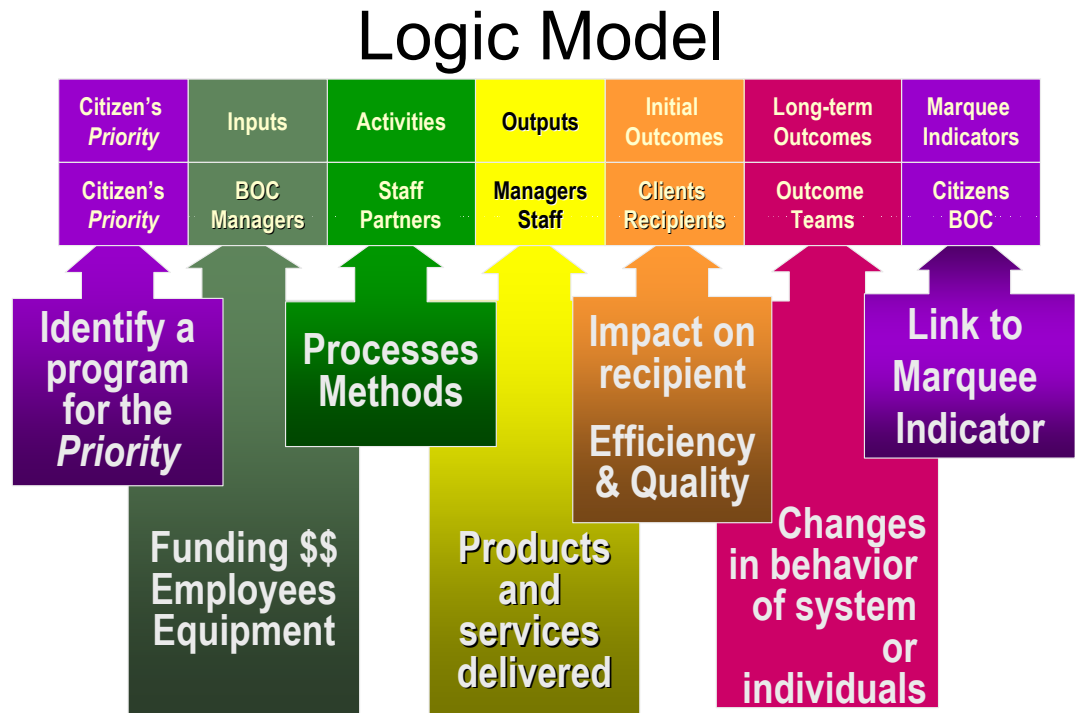 Logic Model
Citizen's
Priority
Inputs
Activities
Outputs
Initial
Outcomes
Long-term
Outcomes
Marquee
Indicators
Citizen's
Priority
BOC
Managers
Staff
Partners
Managers
Staff
Clients
Recipients
Outcome
Teams
Citizens
BOC
Identify a
program
for the
Priority
Funding $$
Employees
Equipment
Processes
Methods
Products
and
services
delivered
Impact on
recipient
Efficiency
& Quality
Changes
in behavior
of system
or
individuals
Link to
Marquee
Indicator